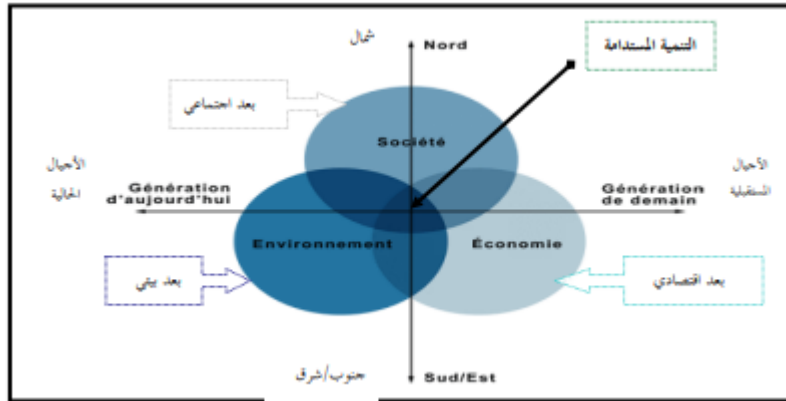 شمال
Nord
التنمية المستدامة
بعد اجتماعي
Société
الأجيال
الحالية
Génération
d'aujourd'hui
Génération
de demain
الأجيال
المستقبلية
Environnement
Économie
بعد بيئي
بعد اقتصادي
جنوب/شرق
Sud/Est